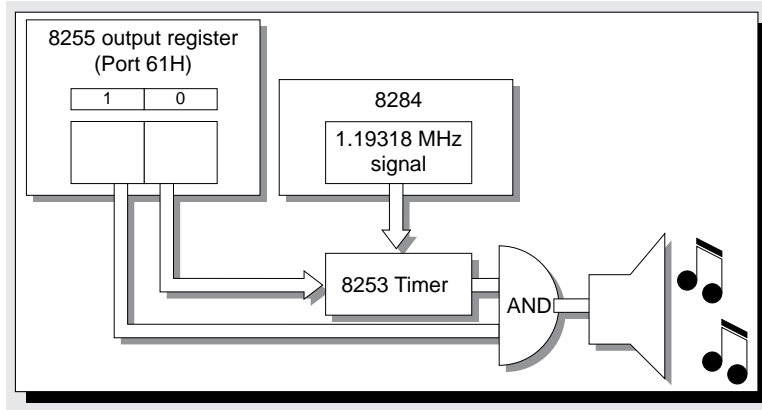 8255 output register
(Port 61H)
1 0
8284
1.19318 MHz
signal
8253 Timer
AND